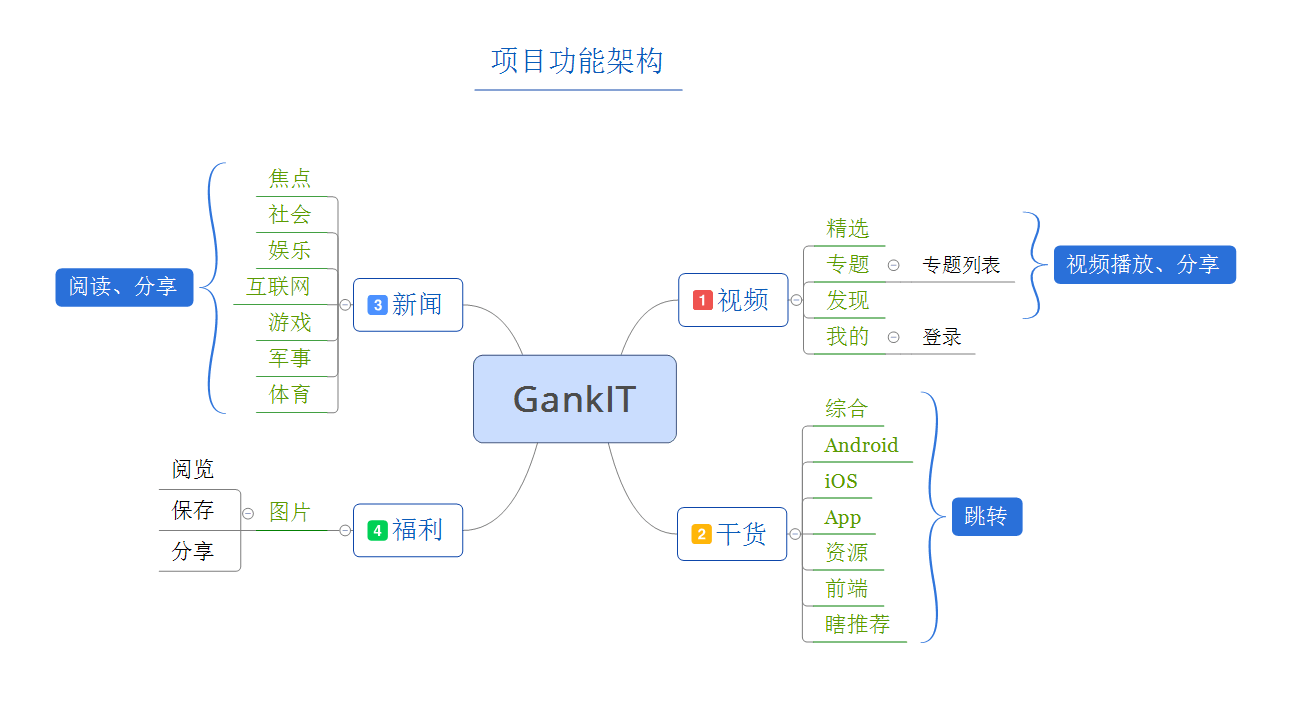 项目功能架构
GankIT
1 视频
精选
专题
专题列表
发现
我的
登录
视频播放、分享
2 干货
综合
Android
iOS
App
资源
前端
瞎推荐
跳转
3 新闻
焦点
社会
娱乐
互联网
游戏
军事
体育
阅读、分享
4 福利
图片
阅览
保存
分享